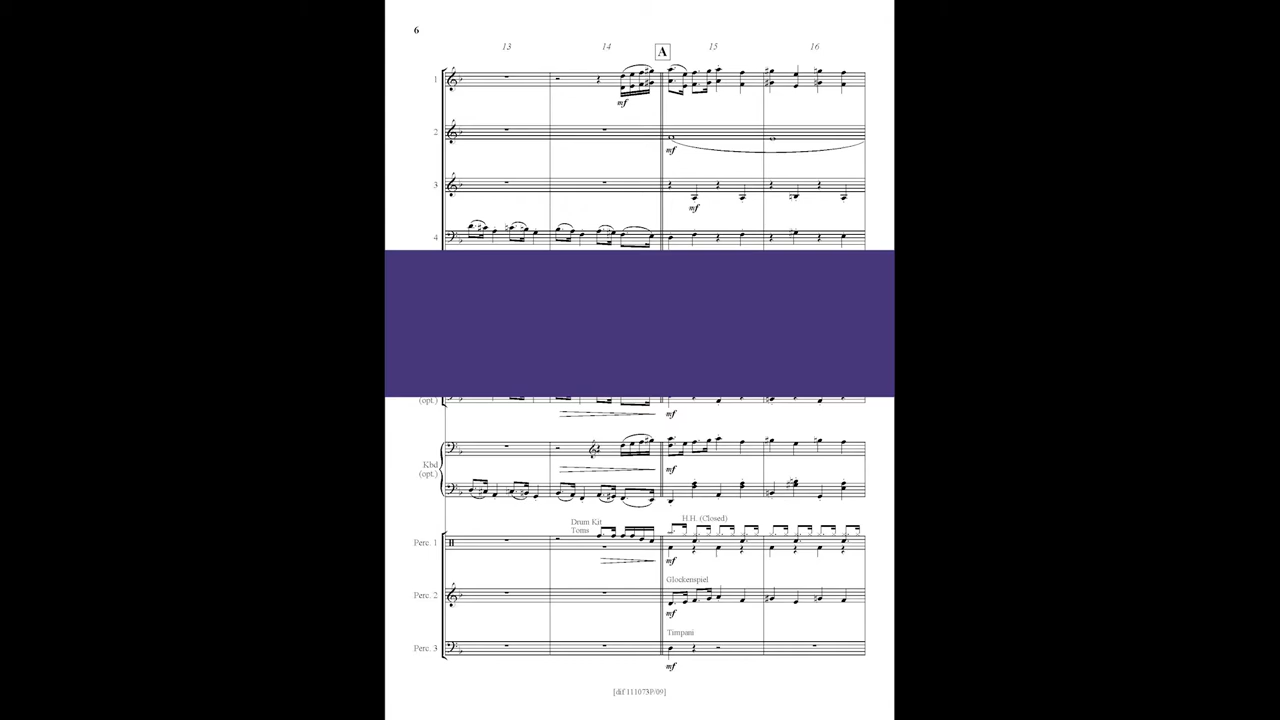 6
13 14 A 15 16
1
mf
2
mf
3
mf
4
(opt.)
mf
Kbd
(opt.)
mf
Drum Kit
Toms
H.H. (Closed)
Perc. 1
mf
Glockenspiel
Perc. 2
mf
Timpani
Perc. 3
mf
[dif 111073P/09]